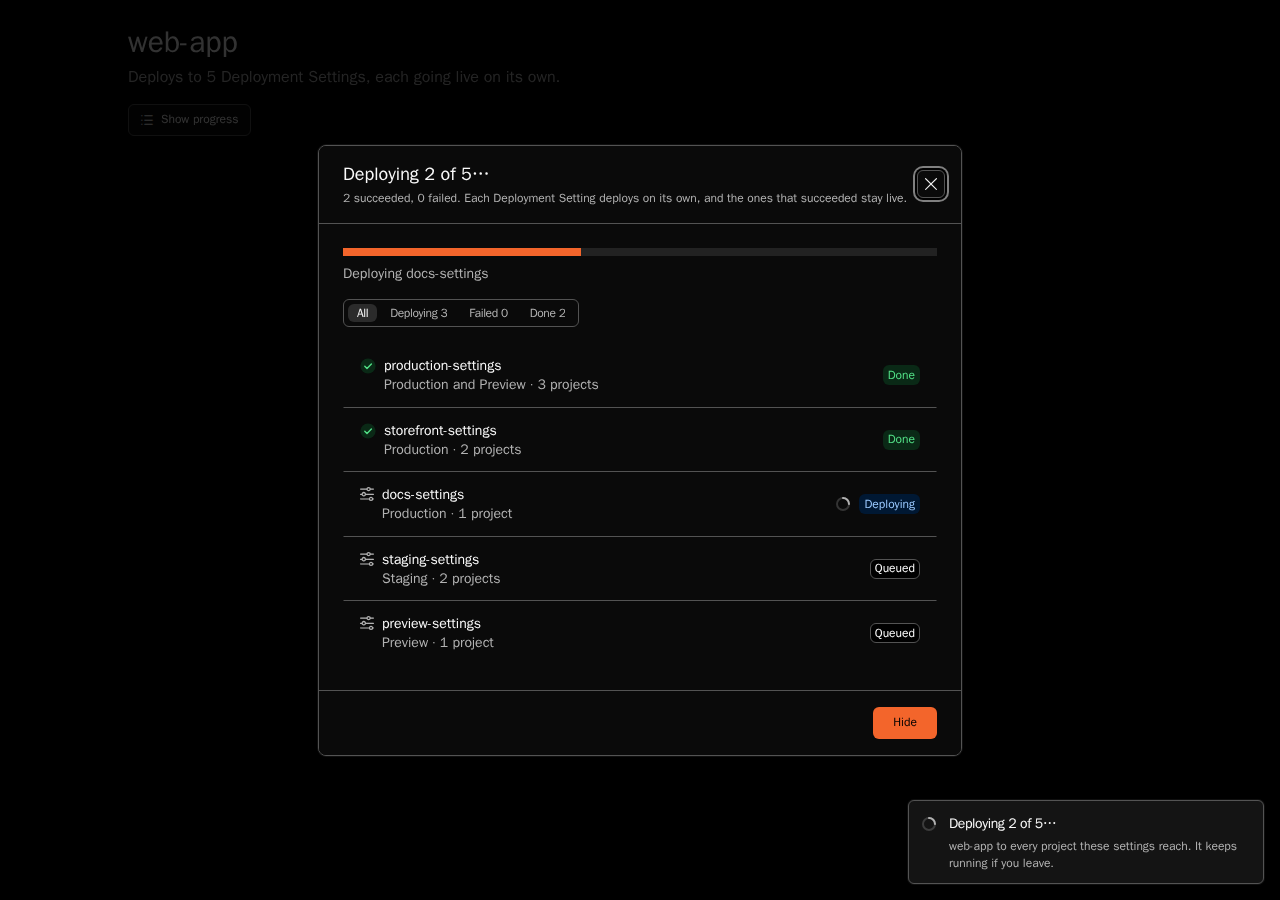 web-app
Deploys to 5 Deployment Settings, each going live on its own.
Show progress
Deploying 2 of 5···
2 succeeded, 0 failed. Each Deployment Setting deploys on its own, and the ones that succeeded stay live.
Deploying docs-settings
All Deploying 3 Failed 0 Done 2
production-settings
Production and Preview · 3 projects
Done
storefront-settings
Production · 2 projects
Done
docs-settings
Production · 1 project
Deploying
staging-settings
Staging · 2 projects
Queued
preview-settings
Preview · 1 project
Queued
Hide
Deploying 2 of 5···
web-app to every project these settings reach. It keeps
running if you leave.